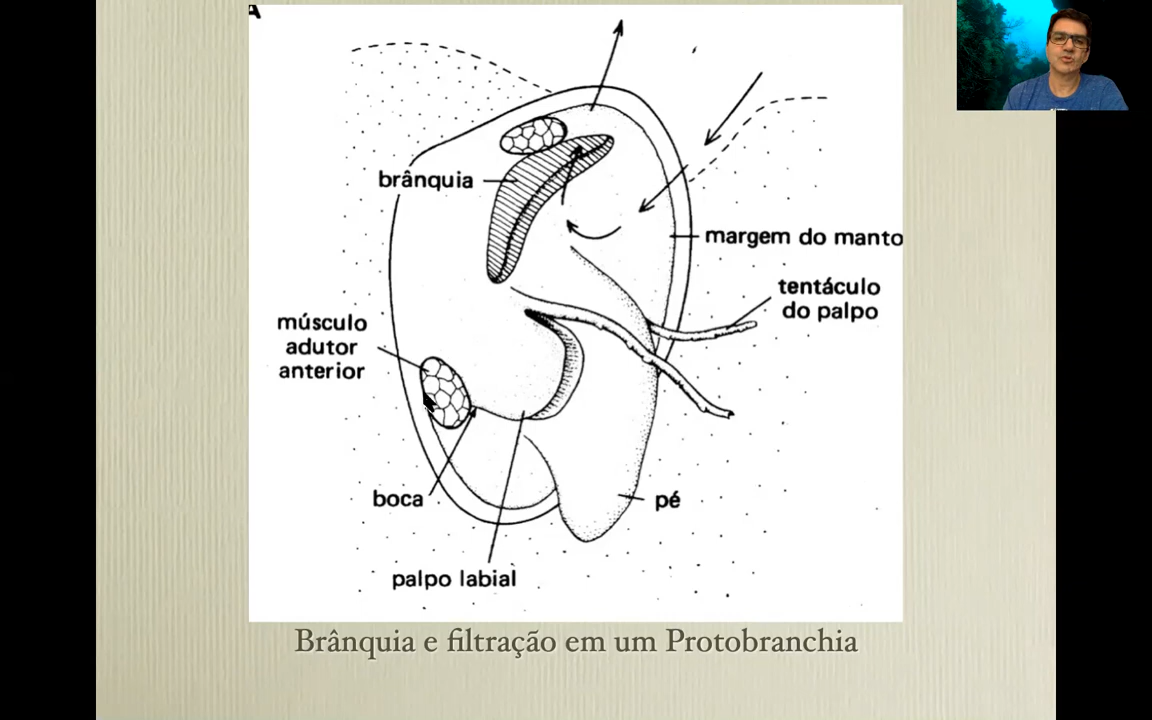 A
brânquia
margem do manto
tentáculo
do palpo
músculo
adutor
anterior
boca
pé
palpo labial
Brânquia e filtração em um Protobranchia